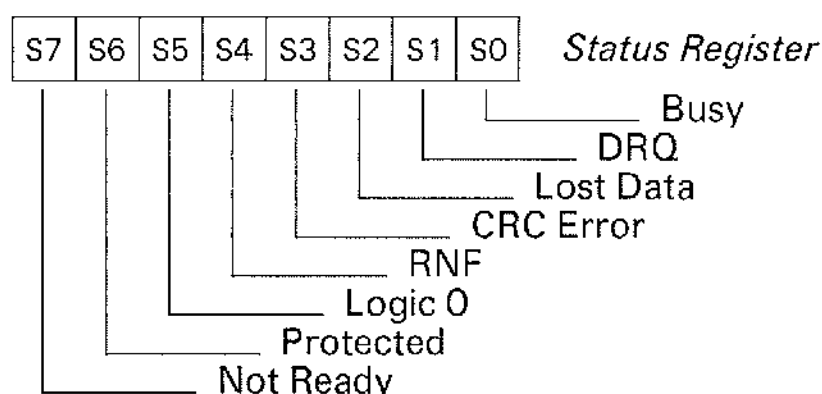 S7 S6 S5 S4 S3 S2 S1 S0 Status Register
Busy
DRQ
Lost Data
CRC Error
RNF
Logic 0
Protected
Not Ready